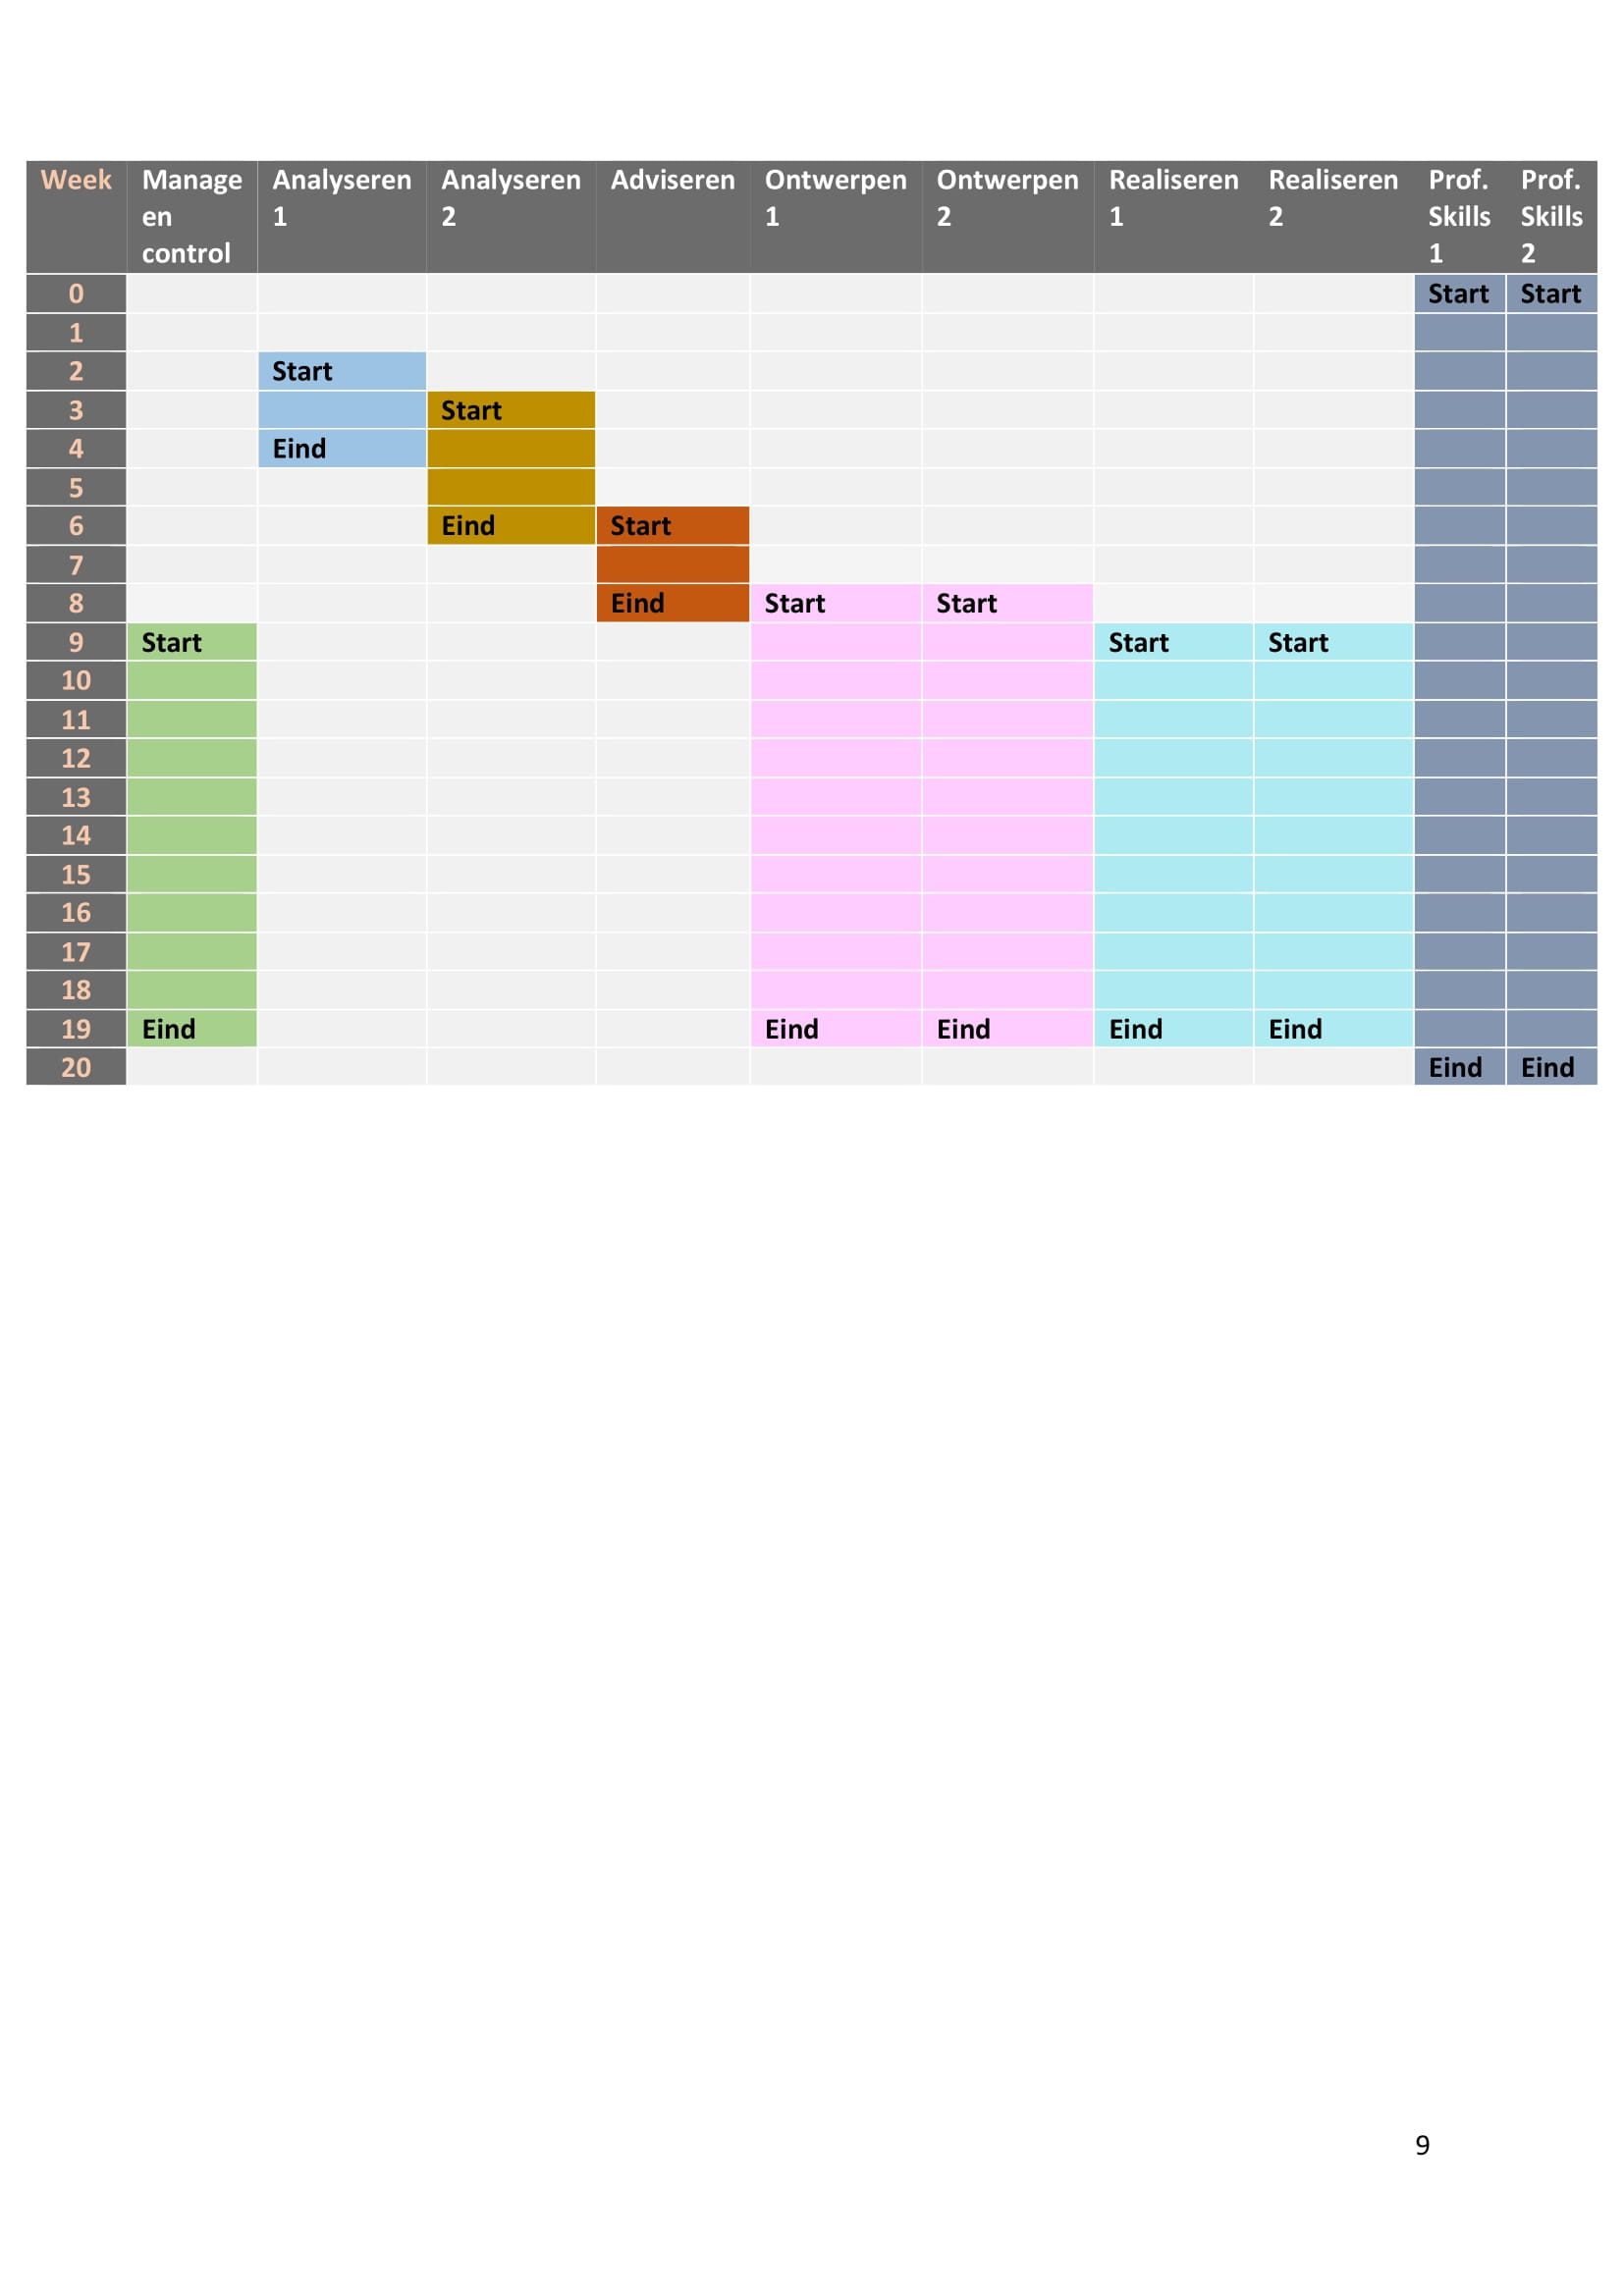 Week Manage en control Analyseren 1 Analyseren 2 Adviseren Ontwerpen 1 Ontwerpen 2 Realiseren 1 Realiseren 2 Prof. Skills 1 Prof. Skills 2
0 Start Start
1
2 Start
3 Start
4 Eind
5
6 Eind Start
7
8 Eind Start Start
9 Start Start Start
10
11
12
13
14
15
16
17
18
19 Eind Eind Eind Eind Eind
20 Eind Eind
9